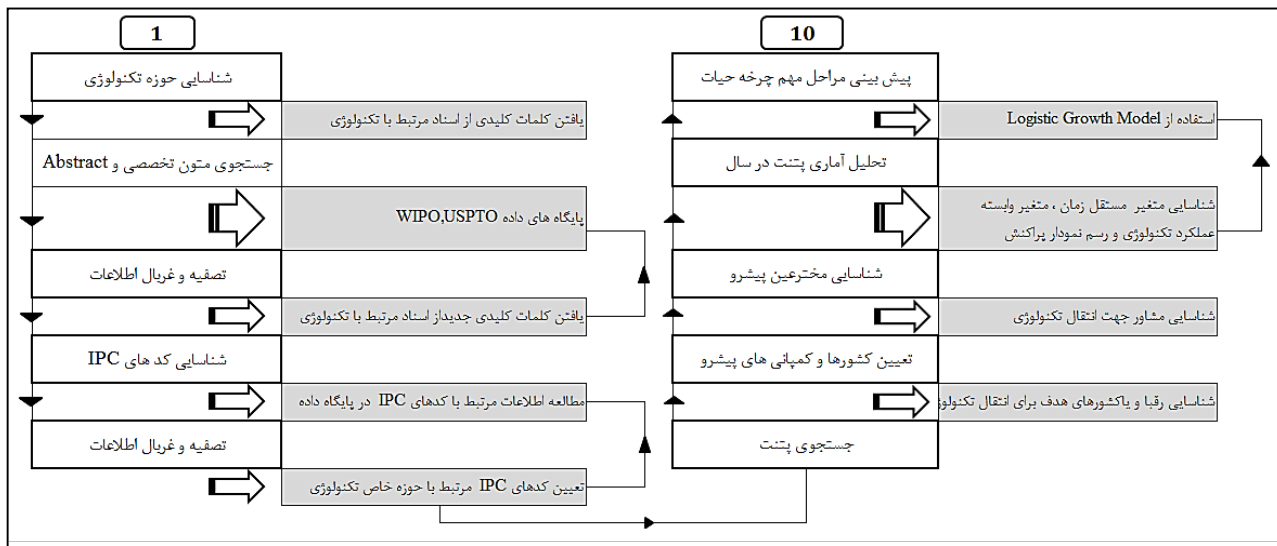 1
شناسایی حوزه تکنولوژی
یافتن کلمات کلیدی از اسناد مرتبط با تکنولوژی
جستجوی متون تخصصی و Abstract
پایگاه های داده WIPO,USPTO
تصفیه و غربال اطلاعات
یافتن کلمات کلیدی جدیداز اسناد مرتبط با تکنولوژی
شناسایی کد های IPC
مطالعه اطلاعات مرتبط با کدهای IPC در پایگاه داده
تصفیه و غربال اطلاعات
تعیین کدهای IPC مرتبط با حوزه خاص تکنولوژی
10
پیش بینی مراحل مهم چرخه حیات
استفاده از Logistic Growth Model
تحلیل آماری پتنت در سال
شناسایی متغیر مستقل زمان ، متغیر وابسته
عملکرد تکنولوژی و رسم نمودار پراکنش
شناسایی مخترعین پیشرو
شناسایی مشاور جهت انتقال تکنولوژی
تعیین کشورها و کمپانی های پیشرو
شناسایی رقبا و یاکشورهای هدف برای انتقال تکنولوژ
جستجوی پتنت